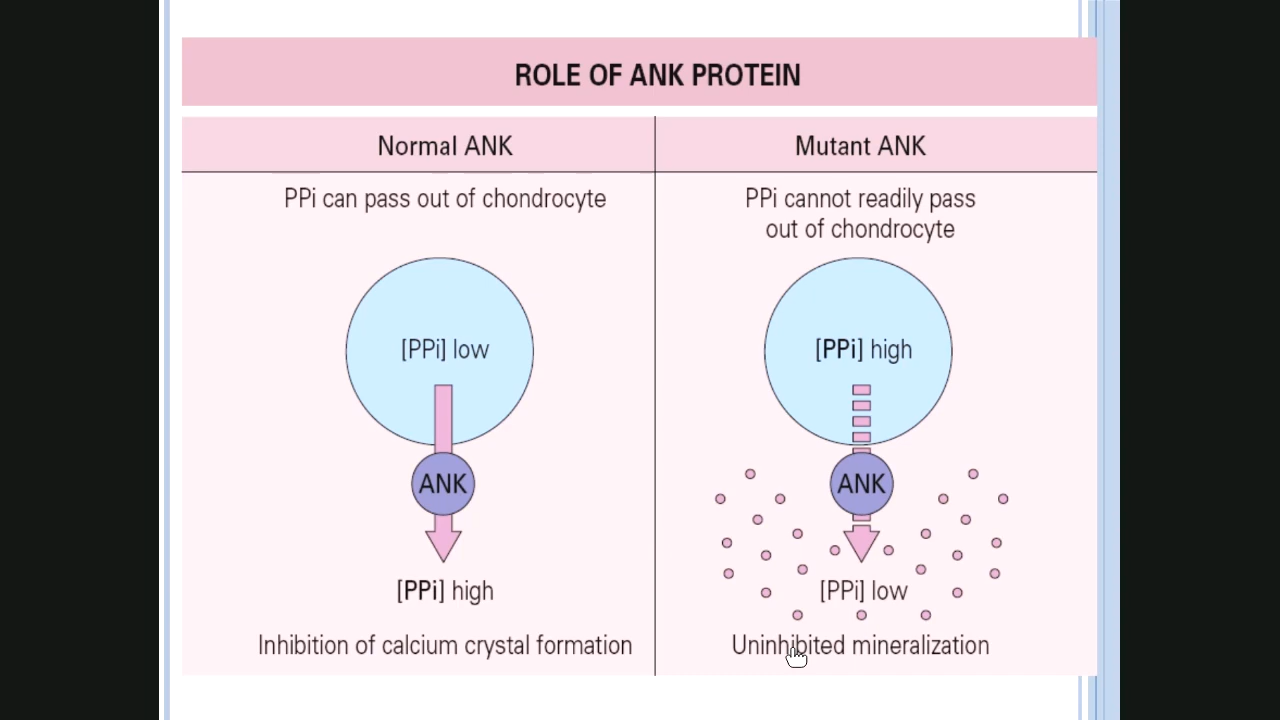 ROLE OF ANK PROTEIN
Normal ANK
PPi can pass out of chondrocyte
[PPi] low
ANK
[PPi] high
Inhibition of calcium crystal formation
Mutant ANK
PPi cannot readily pass
out of chondrocyte
[PPi] high
ANK
[PPi] low
Uninhibited mineralization